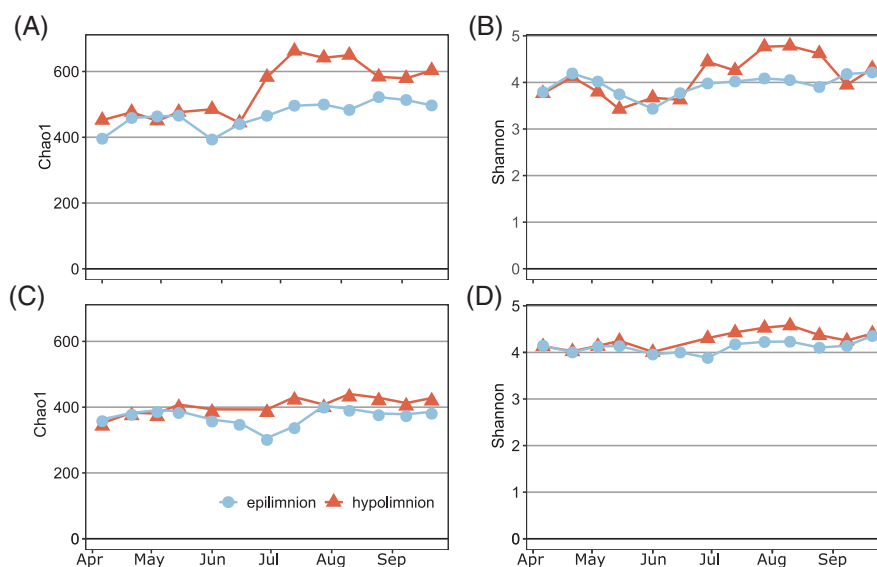 (A)
600
400
200
0
Chao1
(B)
5
4
3
2
1
0
Shannon
(C)
600
400
200
0
Chao1
epilimnion hypolimnion
Apr May Jun Jul Aug Sep
(D)
5
4
3
2
1
0
Shannon
Apr May Jun Jul Aug Sep